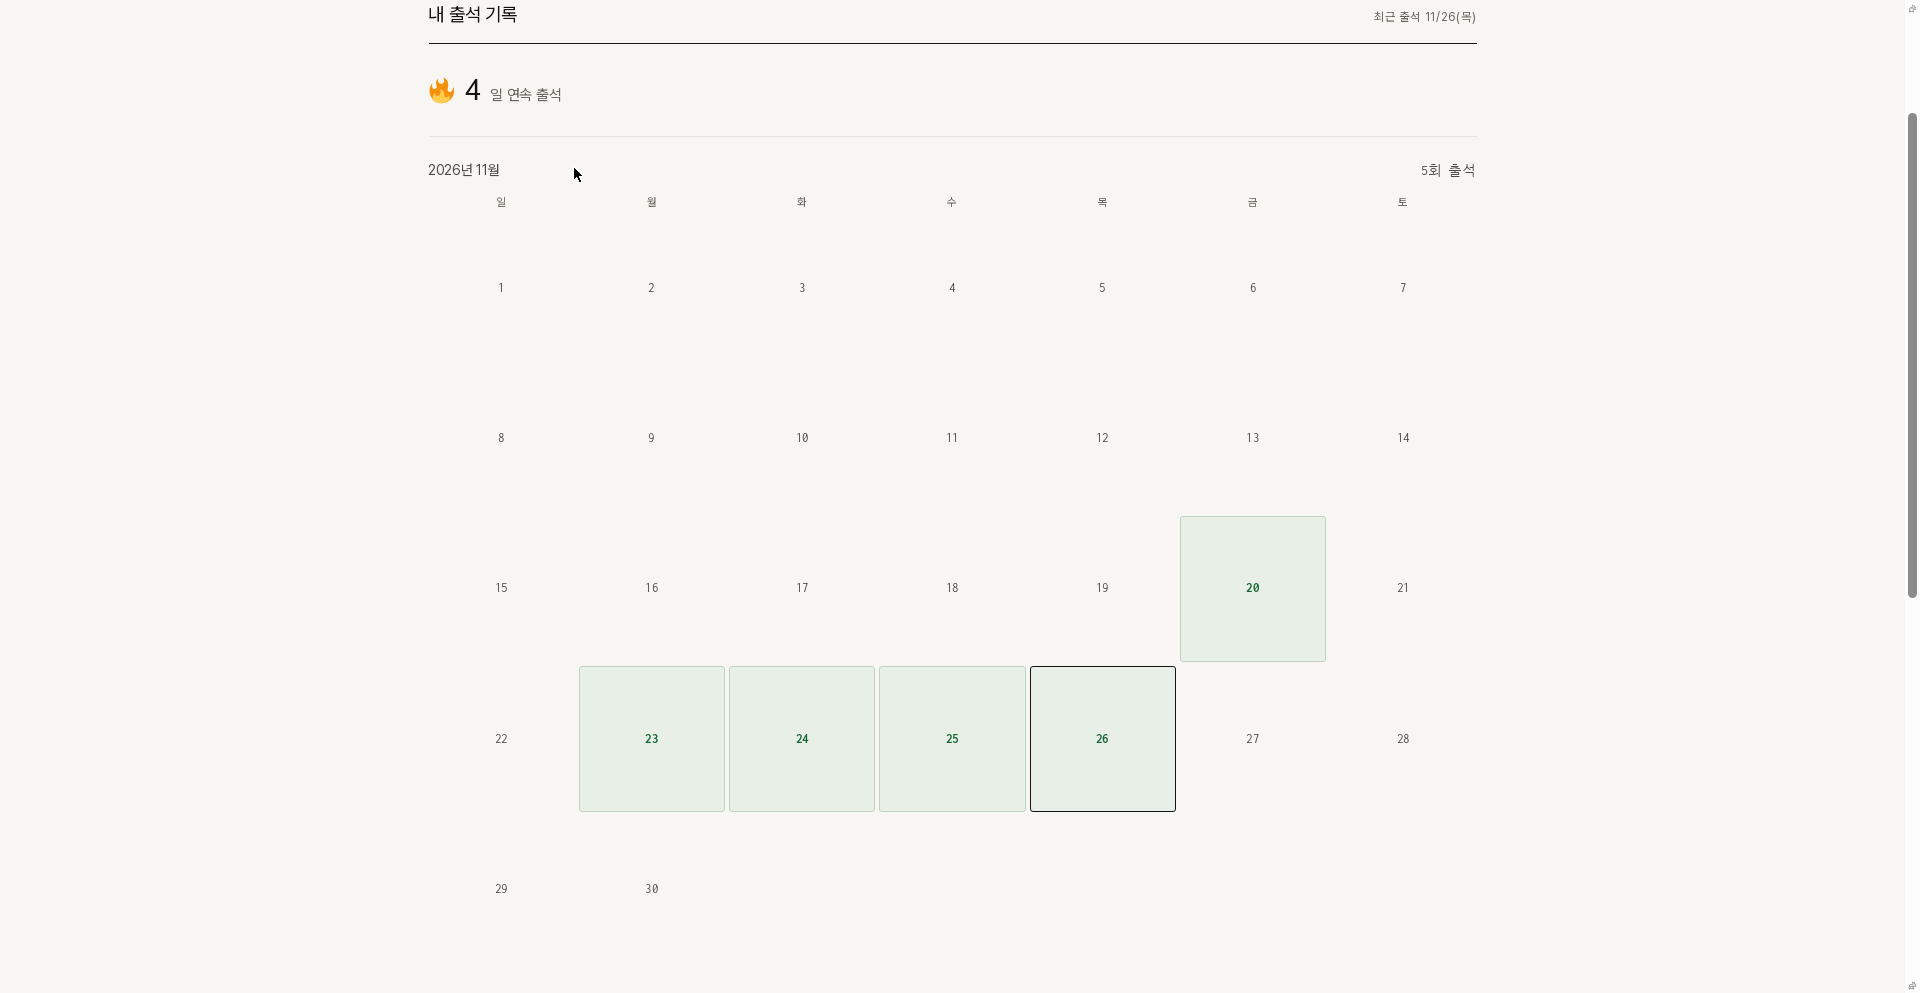 내 출석 기록
최근 출석 11/26(목)
4 일 연속 출석
2026년 11월
5회 출석
일 월 화 수 목 금 토
1 2 3 4 5 6 7
8 9 10 11 12 13 14
15 16 17 18 19 20 21
22 23 24 25 26 27 28
29 30